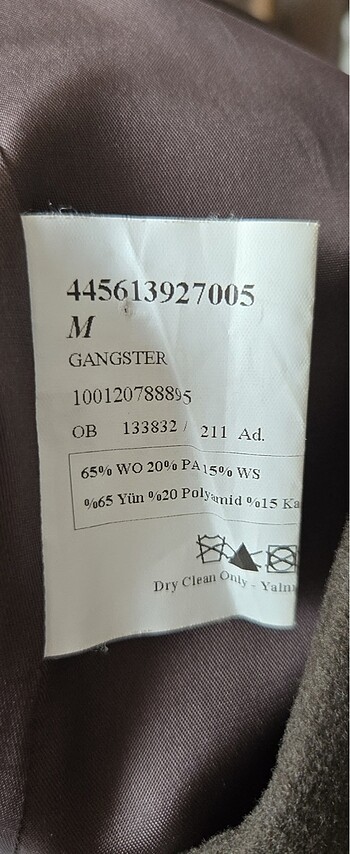 445613927005
M
GANGSTER
100120788895
OB 133832 / 211 Ad.
65% WO 20% PA 15% WS
%65 Yün %20 Polyamid %15 Ka
Dry Clean Only - Yaln